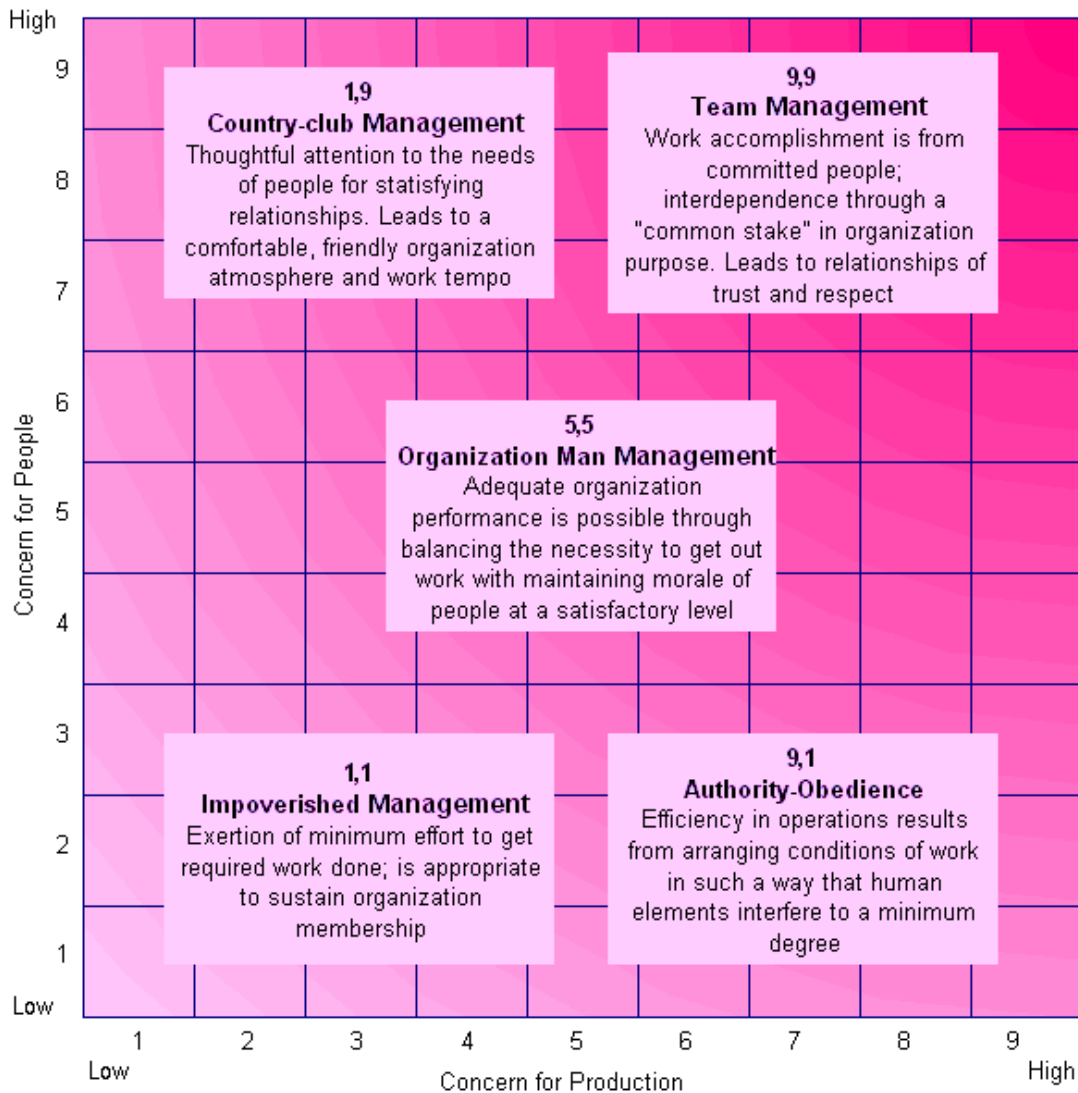 High
9
8
7
6
5
4
3
2
1
Low
Concern for People
1,9
Country-club Management
Thoughtful attention to the needs
of people for statisfying
relationships. Leads to a
comfortable, friendly organization
atmosphere and work tempo
9,9
Team Management
Work accomplishment is from
committed people;
interdependence through a
"common stake" in organization
purpose. Leads to relationships of
trust and respect
5,5
Organization Man Management
Adequate organization
performance is possible through
balancing the necessity to get out
work with maintaining morale of
people at a satisfactory level
1,1
Impoverished Management
Exertion of minimum effort to get
required work done; is appropriate
to sustain organization
membership
9,1
Authority-Obedience
Efficiency in operations results
from arranging conditions of work
in such a way that human
elements interfere to a minimum
degree
1 2 3 4 5 6 7 8 9
Low High
Concern for Production